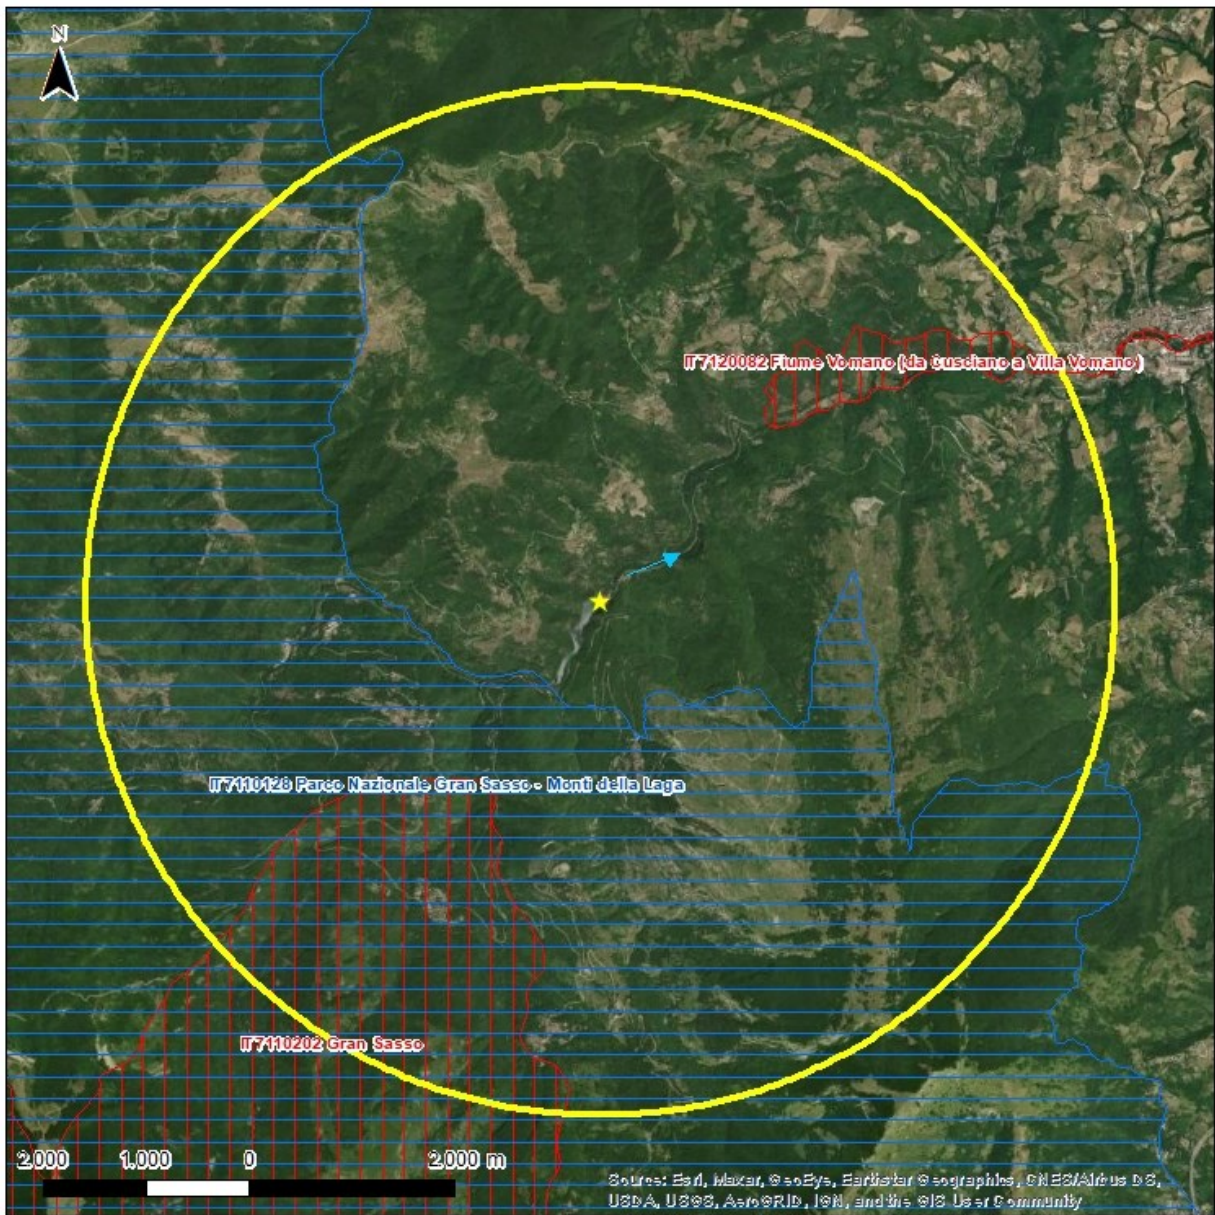 N
IT7120082 Fiume Vomano (da Cusciano a Villa Vomano)
IT7110128 Parco Nazionale Gran Sasso - Monti della Laga
IT7110202 Gran Sasso
2.000 1.000 0 2.000 m
Source: Esri, Maxar, GeoEye, Earthstar Geographics, CNES/Airbus DS,
USDA, USGS, AeroGRID, IGN, and the GIS User Community